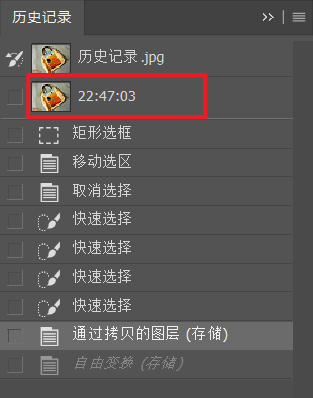 历史记录
历史记录.jpg
22:47:03
矩形选框
移动选区
取消选择
快速选择
快速选择
快速选择
快速选择
通过拷贝的图层 (存储)
自由变换 (存储)